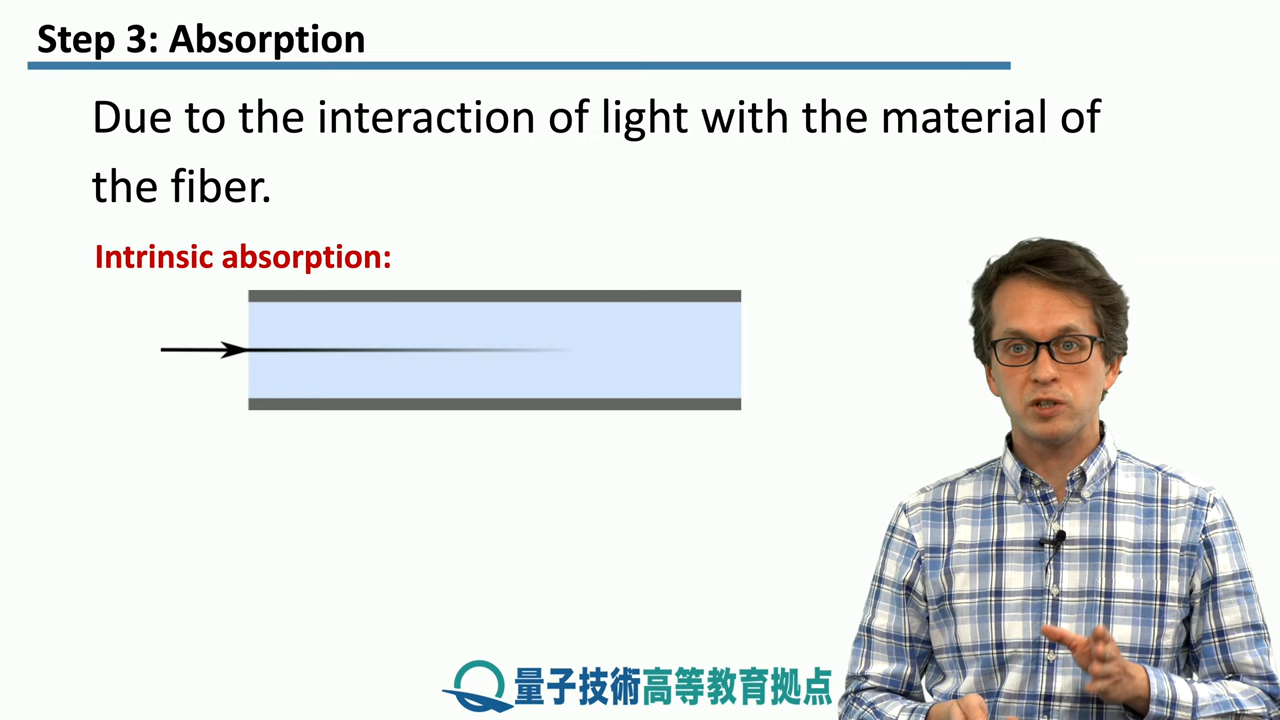 Step 3: Absorption
Due to the interaction of light with the material of
the fiber.
Intrinsic absorption:
量子技術高等教育拠点